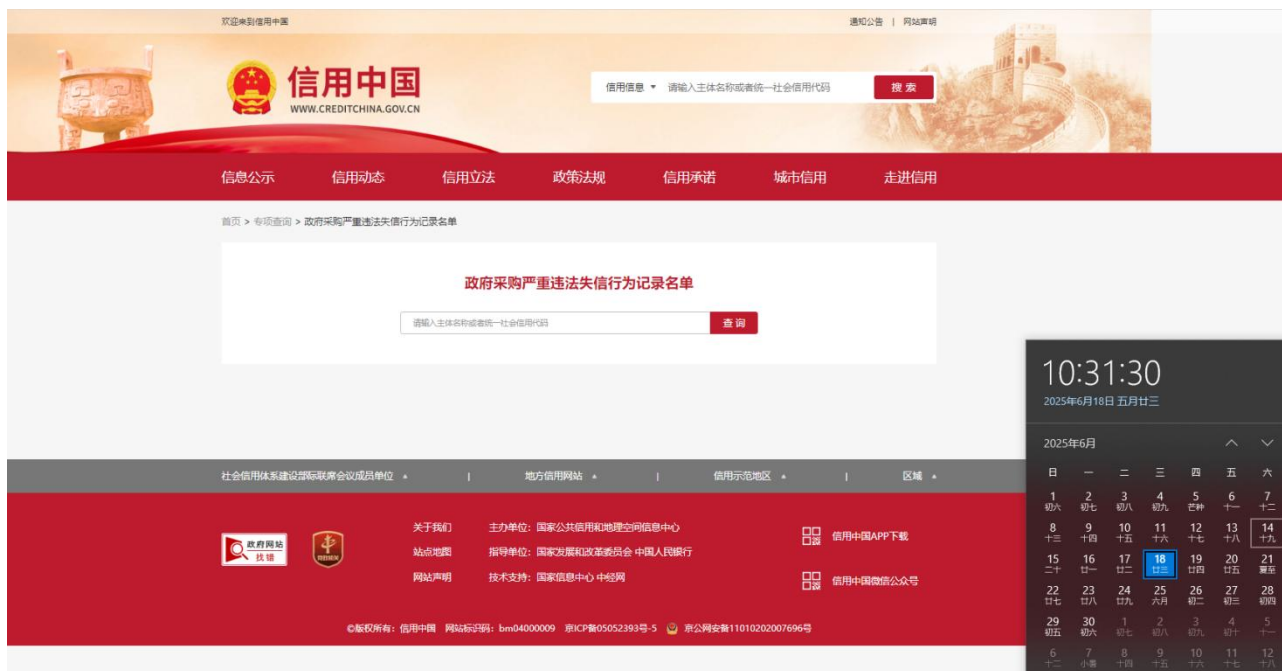 欢迎来到信用中国
通知公告 | 网站声明
信用中国
WWW.CREDITCHINA.GOV.CN
信用信息 请输入主体名称或者统一社会信用代码 搜索
信息公示 信用动态 信用立法 政策法规 信用承诺 城市信用 走进信用
首页 > 专项查询 > 政府采购严重违法失信行为记录名单
政府采购严重违法失信行为记录名单
请输入主体名称或者统一社会信用代码 查询
社会信用体系建设部际联席会议成员单位 | 地方信用网站 | 信用示范地区 | 区域
政府网站
找错
关于我们 主办单位：国家公共信用和地理空间信息中心
站点地图 指导单位：国家发展和改革委员会 中国人民银行
网站声明 技术支持：国家信息中心 中经网
信用中国APP下载
信用中国微信公众号
©版权所有：信用中国 网站标识码：bm04000009 京ICP备05052393号-5 京公网安备11010202007696号
10:31:30
2025年6月18日 五月廿三
2025年6月
日 一 二 三 四 五 六
1 2 3 4 5 6 7
初六 初七 初八 初九 芒种 十一 十二
8 9 10 11 12 13 14
十三 十四 十五 十六 十七 十八 十九
15 16 17 18 19 20 21
二十 廿一 廿二 廿三 廿四 廿五 夏至
22 23 24 25 26 27 28
廿七 廿八 廿九 六月 初二 初三 初四
29 30 1 2 3 4 5
初五 初六 初七 初八 初九 初十 十一
6 7 8 9 10 11 12
十二 小暑 十四 十五 十六 十七 十八